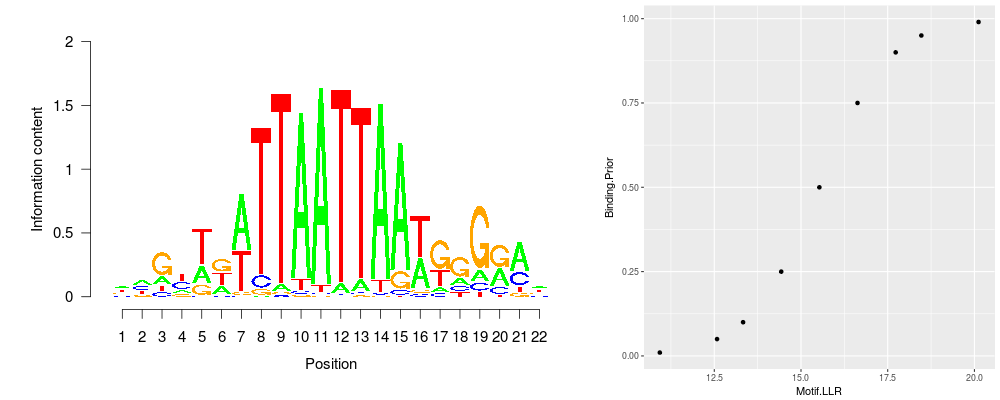 2
1.5
1
0.5
0
Information content
G T T G A T T A A T T A A T G G G G A
1 2 3 4 5 6 7 8 9 10 11 12 13 14 15 16 17 18 19 20 21 22
Position
1.00
0.75
0.50
0.25
0.00
Binding.Prior
12.5 15.0 17.5 20.0
Motif.LLR